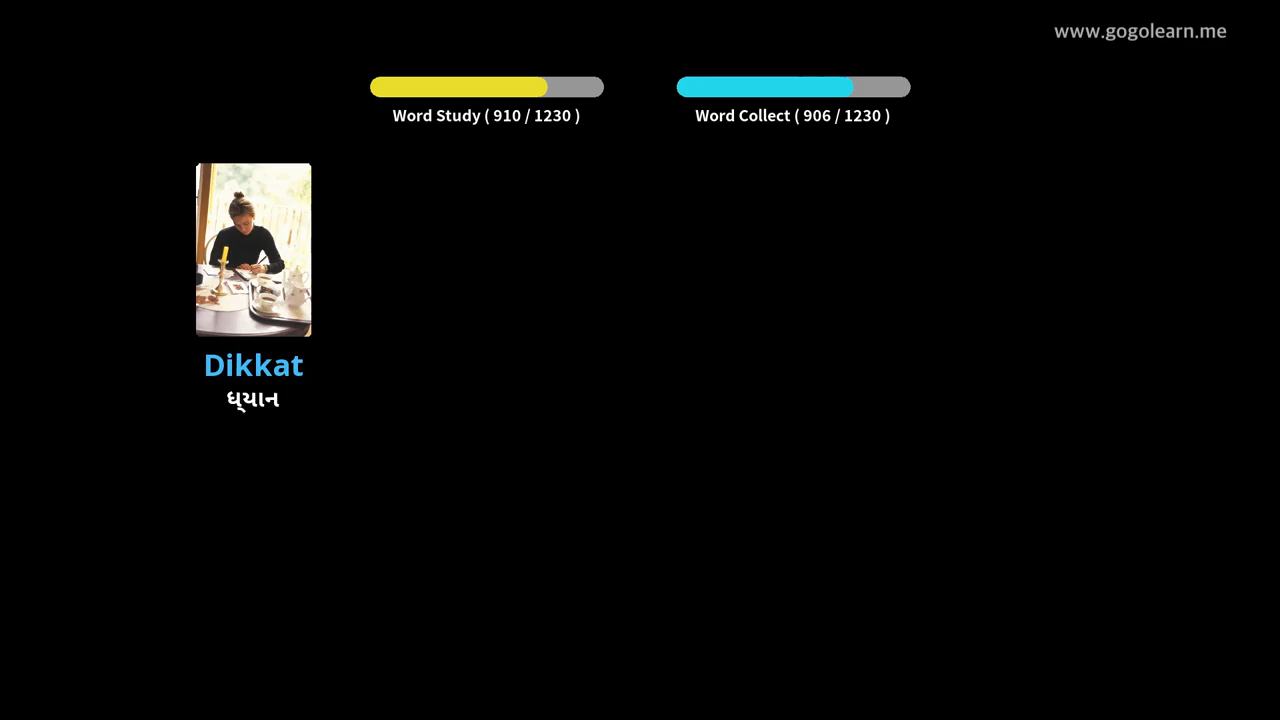 www.gogolearn.me
Word Study ( 910 / 1230 )
Word Collect ( 906 / 1230 )
Dikkat
ધ્યાન